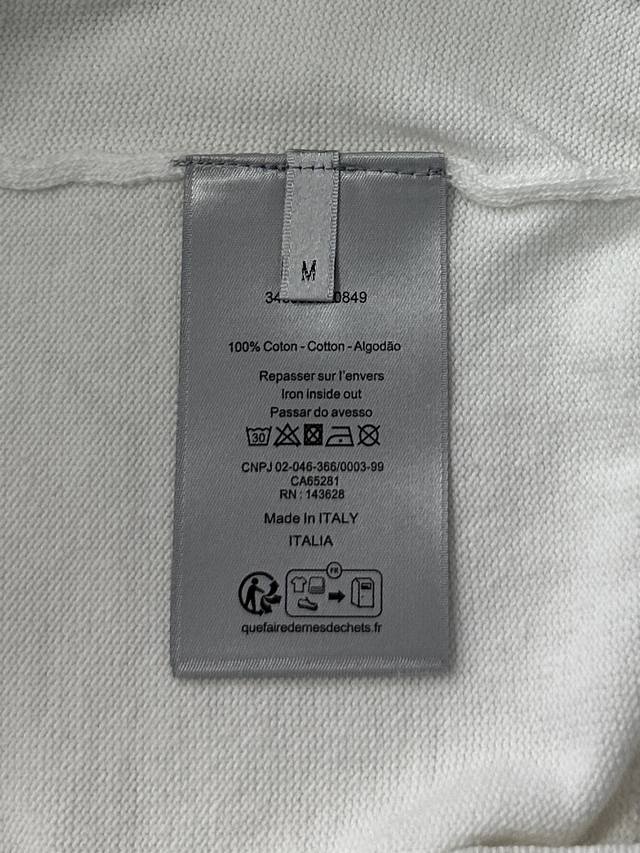 M
100% Coton - Cotton - Algodão
Repasser sur l'envers
Iron inside out
Passar do avesso
30
CNPJ 02-046-366/0003-99
CA65281
RN : 143628
Made In ITALY
ITALIA
FR
quefairedemesdechets.fr